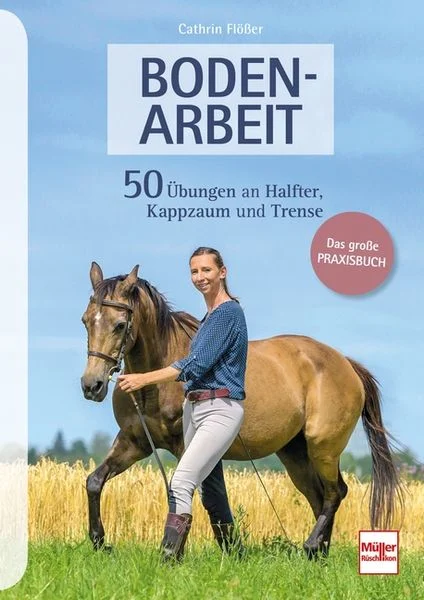 Cathrin Flößer
BODEN-
ARBEIT
50 Übungen an Halfter,
Kappzaum und Trense
Das große
PRAXISBUCH
Müller
Rüschlikon